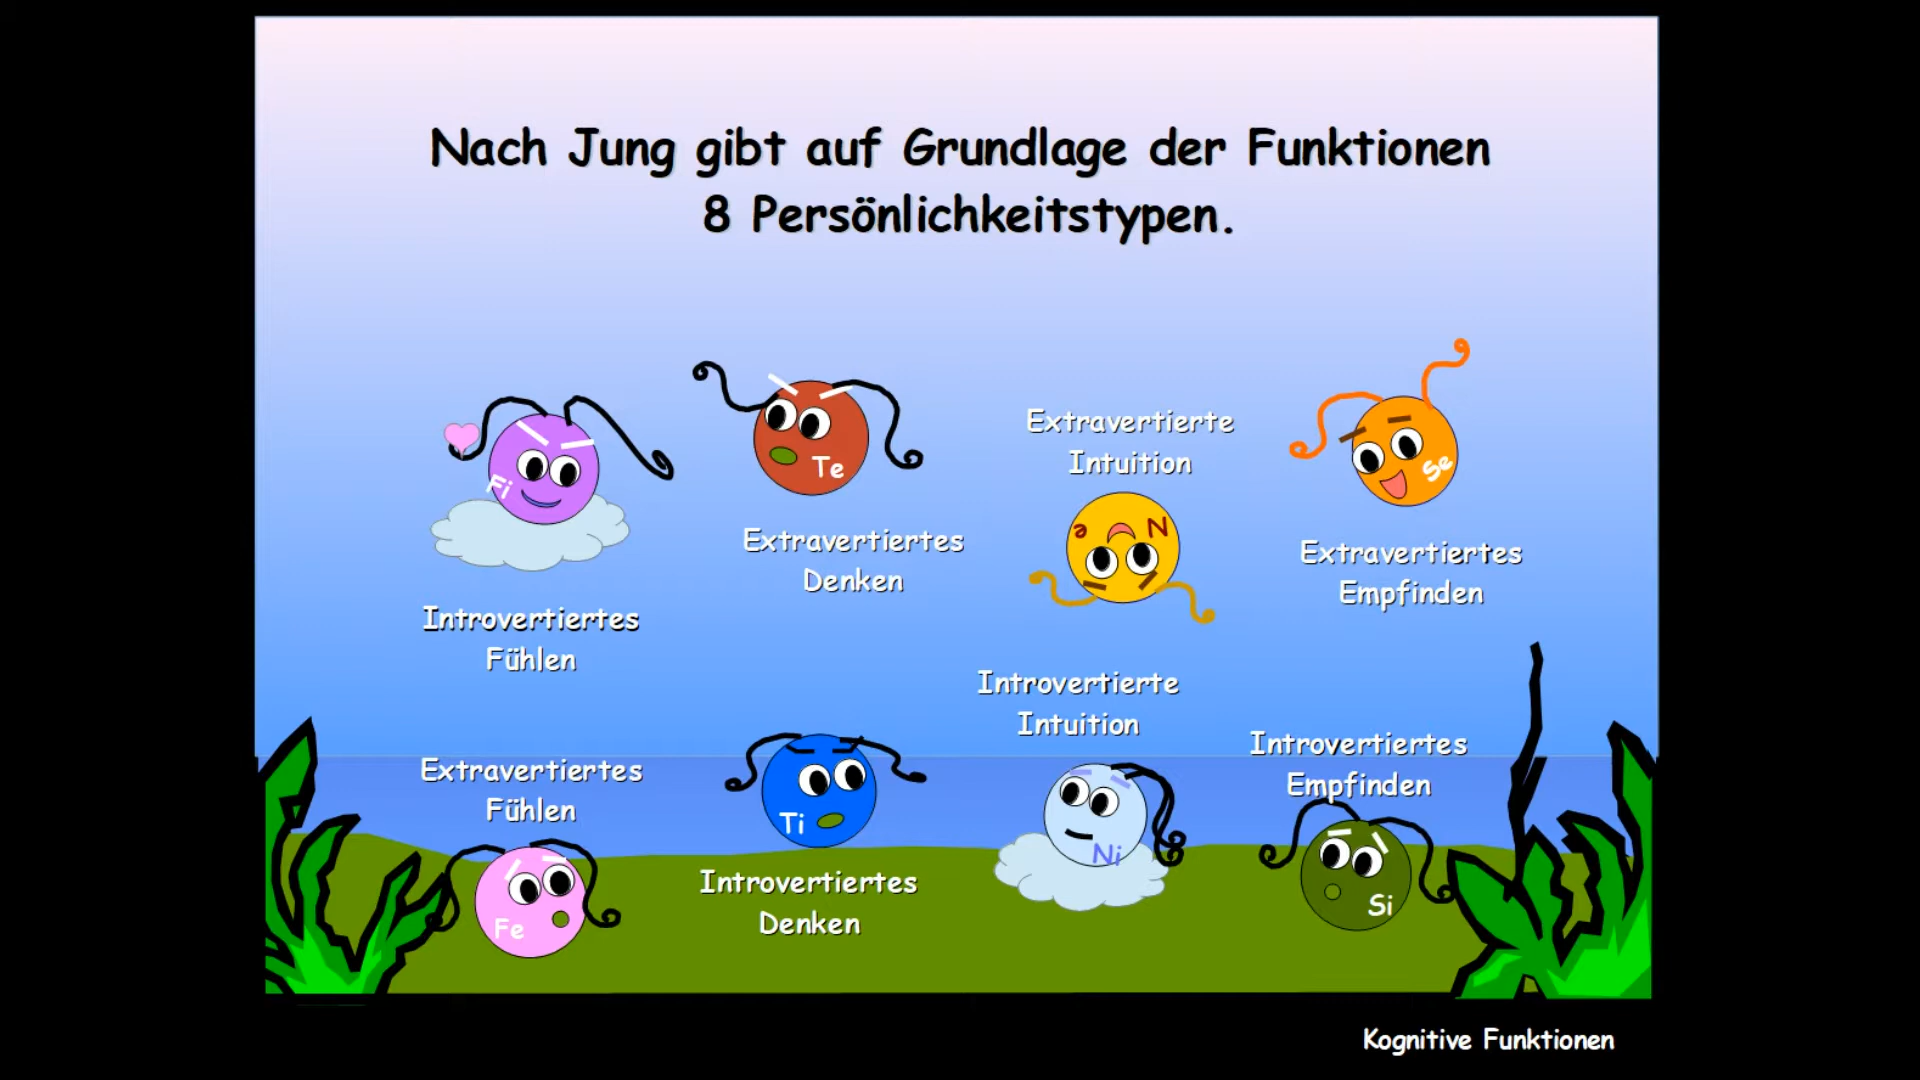 Nach Jung gibt auf Grundlage der Funktionen
8 Persönlichkeitstypen.
Fi
Introvertiertes
Fühlen
Te
Extravertiertes
Denken
Extravertierte
Intuition
Ne
Se
Extravertiertes
Empfinden
Extravertiertes
Fühlen
Fe
Ti
Introvertiertes
Denken
Introvertierte
Intuition
Ni
Introvertiertes
Empfinden
Si
Kognitive Funktionen